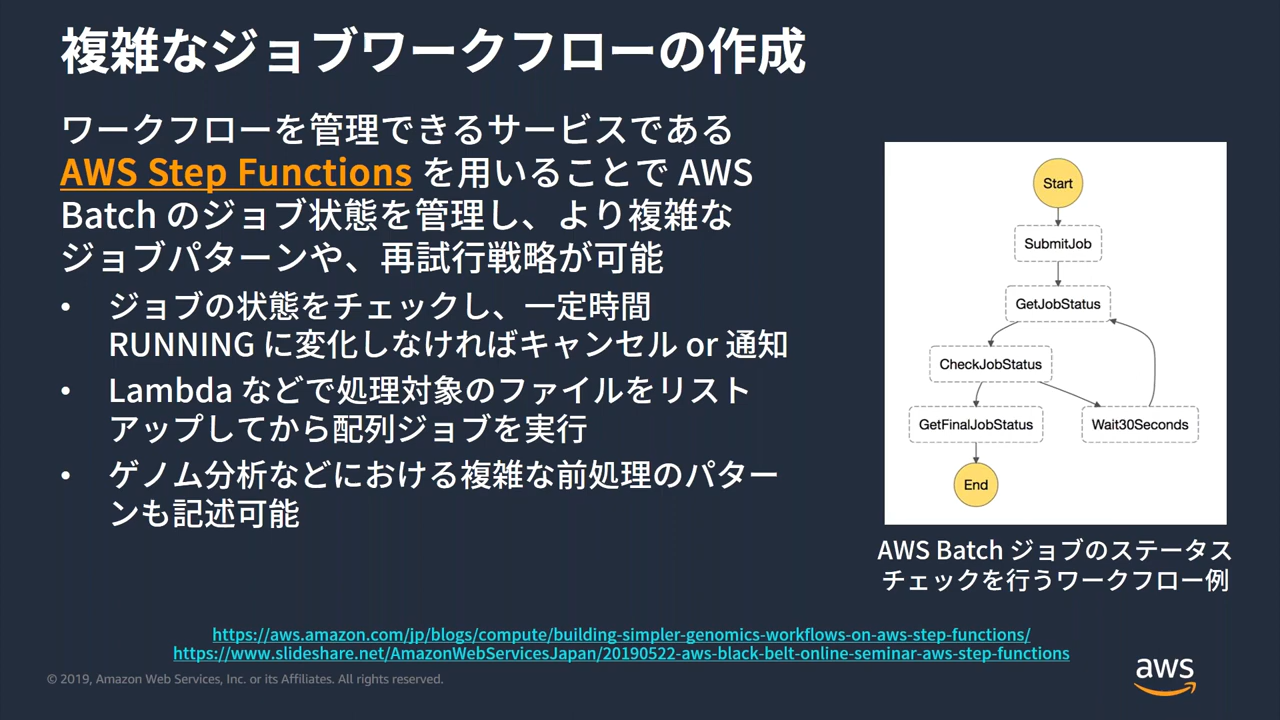 複雑なジョブワークフローの作成
ワークフローを管理できるサービスである
AWS Step Functions を用いることで AWS
Batch のジョブ状態を管理し、より複雑な
ジョブパターンや、再試行戦略が可能
• ジョブの状態をチェックし、一定時間
RUNNING に変化しなければキャンセル or 通知
• Lambda などで処理対象のファイルをリスト
アップしてから配列ジョブを実行
• ゲノム分析などにおける複雑な前処理のパター
ンも記述可能
Start
SubmitJob
GetJobStatus
CheckJobStatus
GetFinalJobStatus
Wait30Seconds
End
AWS Batch ジョブのステータス
チェックを行うワークフロー例
https://aws.amazon.com/jp/blogs/compute/building-simpler-genomics-workflows-on-aws-step-functions/
https://www.slideshare.net/AmazonWebServicesJapan/20190522-aws-black-belt-online-seminar-aws-step-functions
© 2019, Amazon Web Services, Inc. or its Affiliates. All rights reserved.
aws